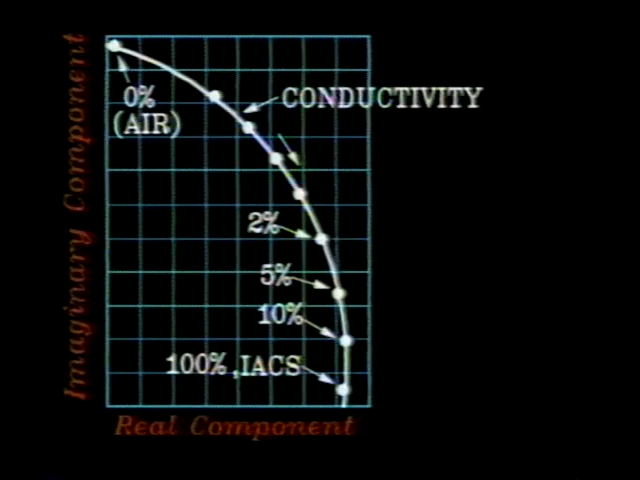 Imaginary Component
0%
(AIR)
CONDUCTIVITY
2%
5%
10%
100% , IACS
Real Component